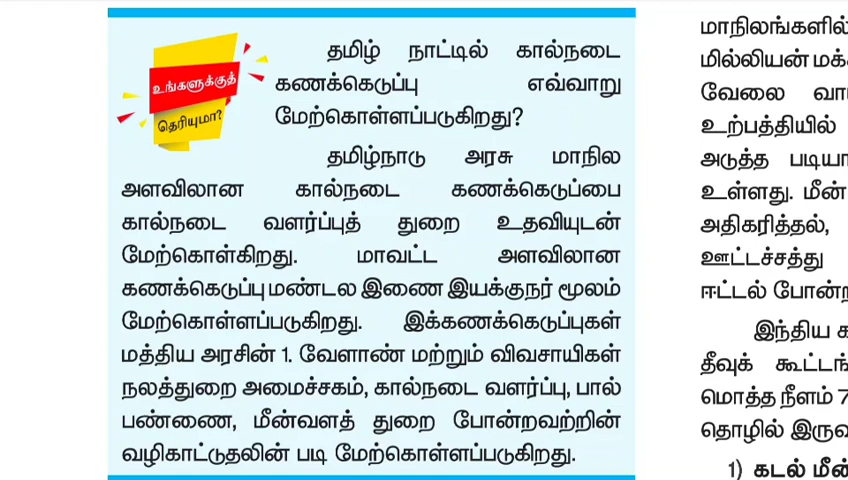 உங்களுக்குத்
தெரியுமா?
தமிழ் நாட்டில் கால்நடை
கணக்கெடுப்பு எவ்வாறு
மேற்கொள்ளப்படுகிறது?
தமிழ்நாடு அரசு மாநில
அளவிலான கால்நடை கணக்கெடுப்பை
கால்நடை வளர்ப்புத் துறை உதவியுடன்
மேற்கொள்கிறது. மாவட்ட அளவிலான
கணக்கெடுப்பு மண்டல இணை இயக்குநர் மூலம்
மேற்கொள்ளப்படுகிறது. இக்கணக்கெடுப்புகள்
மத்திய அரசின் 1. வேளாண் மற்றும் விவசாயிகள்
நலத்துறை அமைச்சகம், கால்நடை வளர்ப்பு, பால்
பண்ணை, மீன்வளத் துறை போன்றவற்றின்
வழிகாட்டுதலின் படி மேற்கொள்ளப்படுகிறது.
மாநிலங்களில்
மில்லியன் மக்
வேலை வாய
உற்பத்தியில்
அடுத்த படியா
உள்ளது. மீன்
அதிகரித்தல்,
ஊட்டச்சத்து
ஈட்டல் போன்ற
இந்திய க
தீவுக் கூட்டங்
மொத்த நீளம் 7
தொழில் இருவ
1) கடல் மீன்